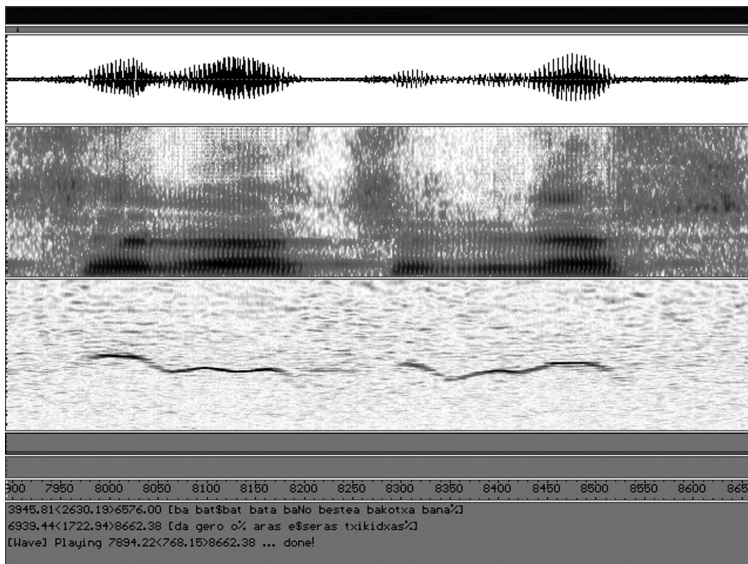 900 7950 8000 8050 8100 8150 8200 8250 8300 8350 8400 8450 8500 8550 8600 865
3945.81<2630.19>6576.00 [ba bat$bat bata baNo bestea bakotxa bana%]
6939.44<1722.94>8662.38 [da gero o% aras e$seras txikidxas%]
[Wave] Playing 7894.22<768.15>8662.38 ... done!